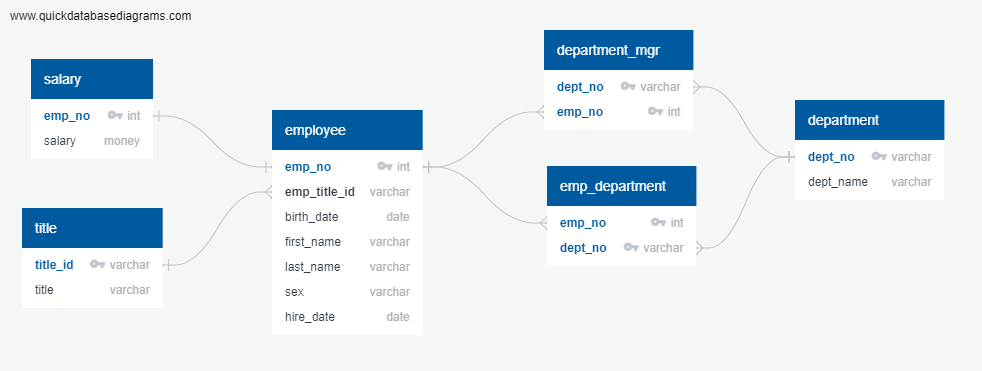 www.quickdatabasediagrams.com
salary
emp_no int
salary money
title
title_id varchar
title varchar
employee
emp_no int
emp_title_id varchar
birth_date date
first_name varchar
last_name varchar
sex varchar
hire_date date
department_mgr
dept_no varchar
emp_no int
emp_department
emp_no int
dept_no varchar
department
dept_no varchar
dept_name varchar